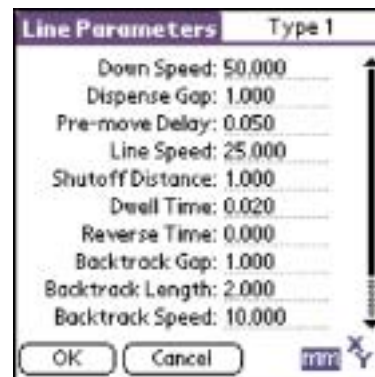 Line Parameters Type 1
Down Speed: 50.000
Dispense Gap: 1.000
Pre-move Delay: 0.050
Line Speed: 25.000
Shutoff Distance: 1.000
Dwell Time: 0.020
Reverse Time: 0.000
Backtrack Gap: 1.000
Backtrack Length: 2.000
Backtrack Speed: 10.000
OK Cancel mm XY